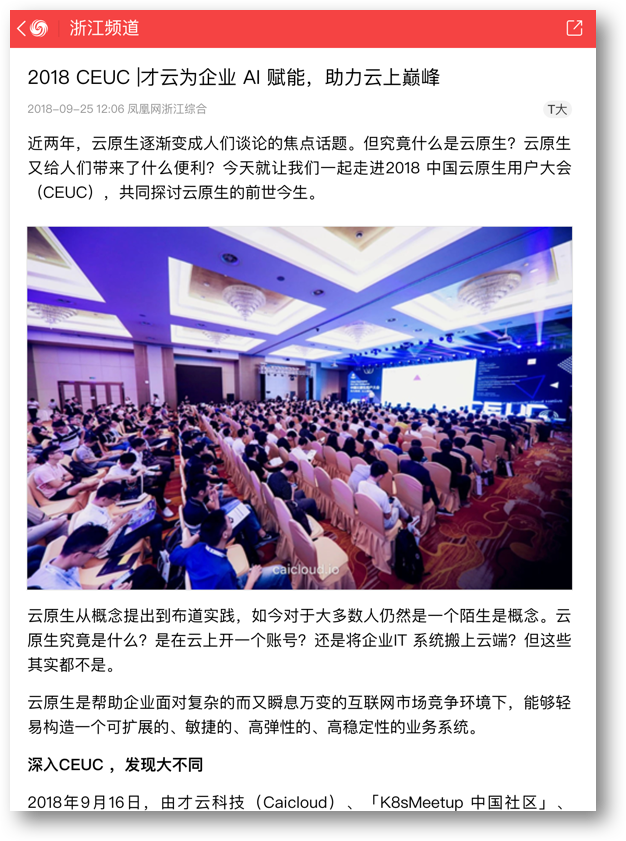 浙江频道
2018 CEUC |才云为企业 AI 赋能，助力云上巅峰
2018-09-25 12:06 凤凰网浙江综合
T大
近两年，云原生逐渐变成人们谈论的焦点话题。但究竟什么是云原生？云原生
又给人们带来了什么便利？今天就让我们一起走进2018 中国云原生用户大会
（CEUC），共同探讨云原生的前世今生。
CEUC
caicloud.io
云原生从概念提出到布道实践，如今对于大多数人仍然是一个陌生是概念。云
原生究竟是什么？是在云上开一个账号？还是将企业IT 系统搬上云端？但这些
其实都不是。
云原生是帮助企业面对复杂的而又瞬息万变的互联网市场竞争环境下，能够轻
易构造一个可扩展的、敏捷的、高弹性的、高稳定性的业务系统。
深入CEUC ，发现大不同
2018年9月16日，由才云科技（Caicloud）、「K8sMeetup 中国社区」、